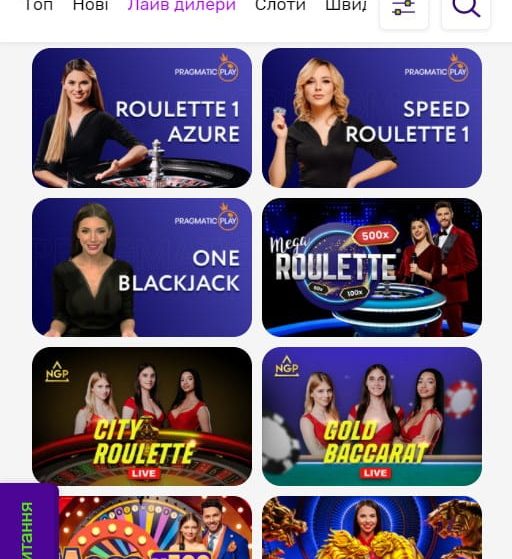 Топ Нові Лайв дилери Слоти Швид
PRAGMATIC PLAY
ROULETTE 1
AZURE
PRAGMATIC PLAY
SPEED
ROULETTE 1
PRAGMATIC PLAY
ONE
BLACKJACK
Mega
500x
ROULETTE
50x
100x
NGP
CITY
ROULETTE
LIVE
NGP
GOLD
BACCARAT
LIVE
итання